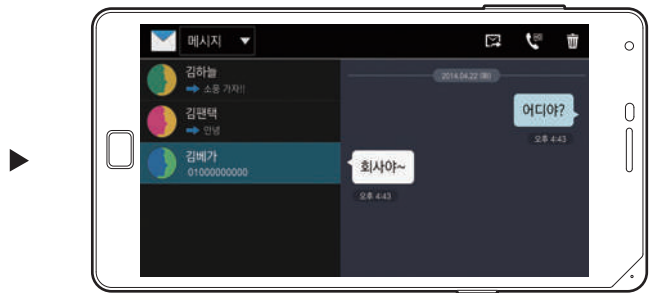 메시지
김하늘
소풍 가자!!
김팬택
안녕
김베가
01000000000
2014.04.22 (화)
어디야?
오후 4:43
회사야~
오후 4:43